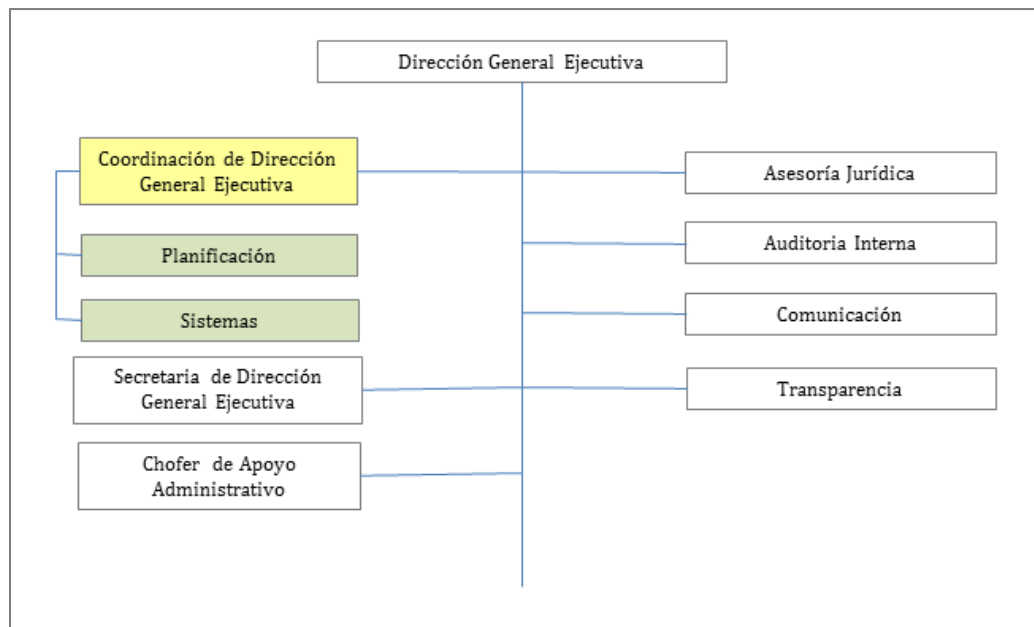 Dirección General Ejecutiva
Coordinación de Dirección
General Ejecutiva
Planificación
Sistemas
Secretaria de Dirección
General Ejecutiva
Chofer de Apoyo
Administrativo
Asesoría Jurídica
Auditoria Interna
Comunicación
Transparencia